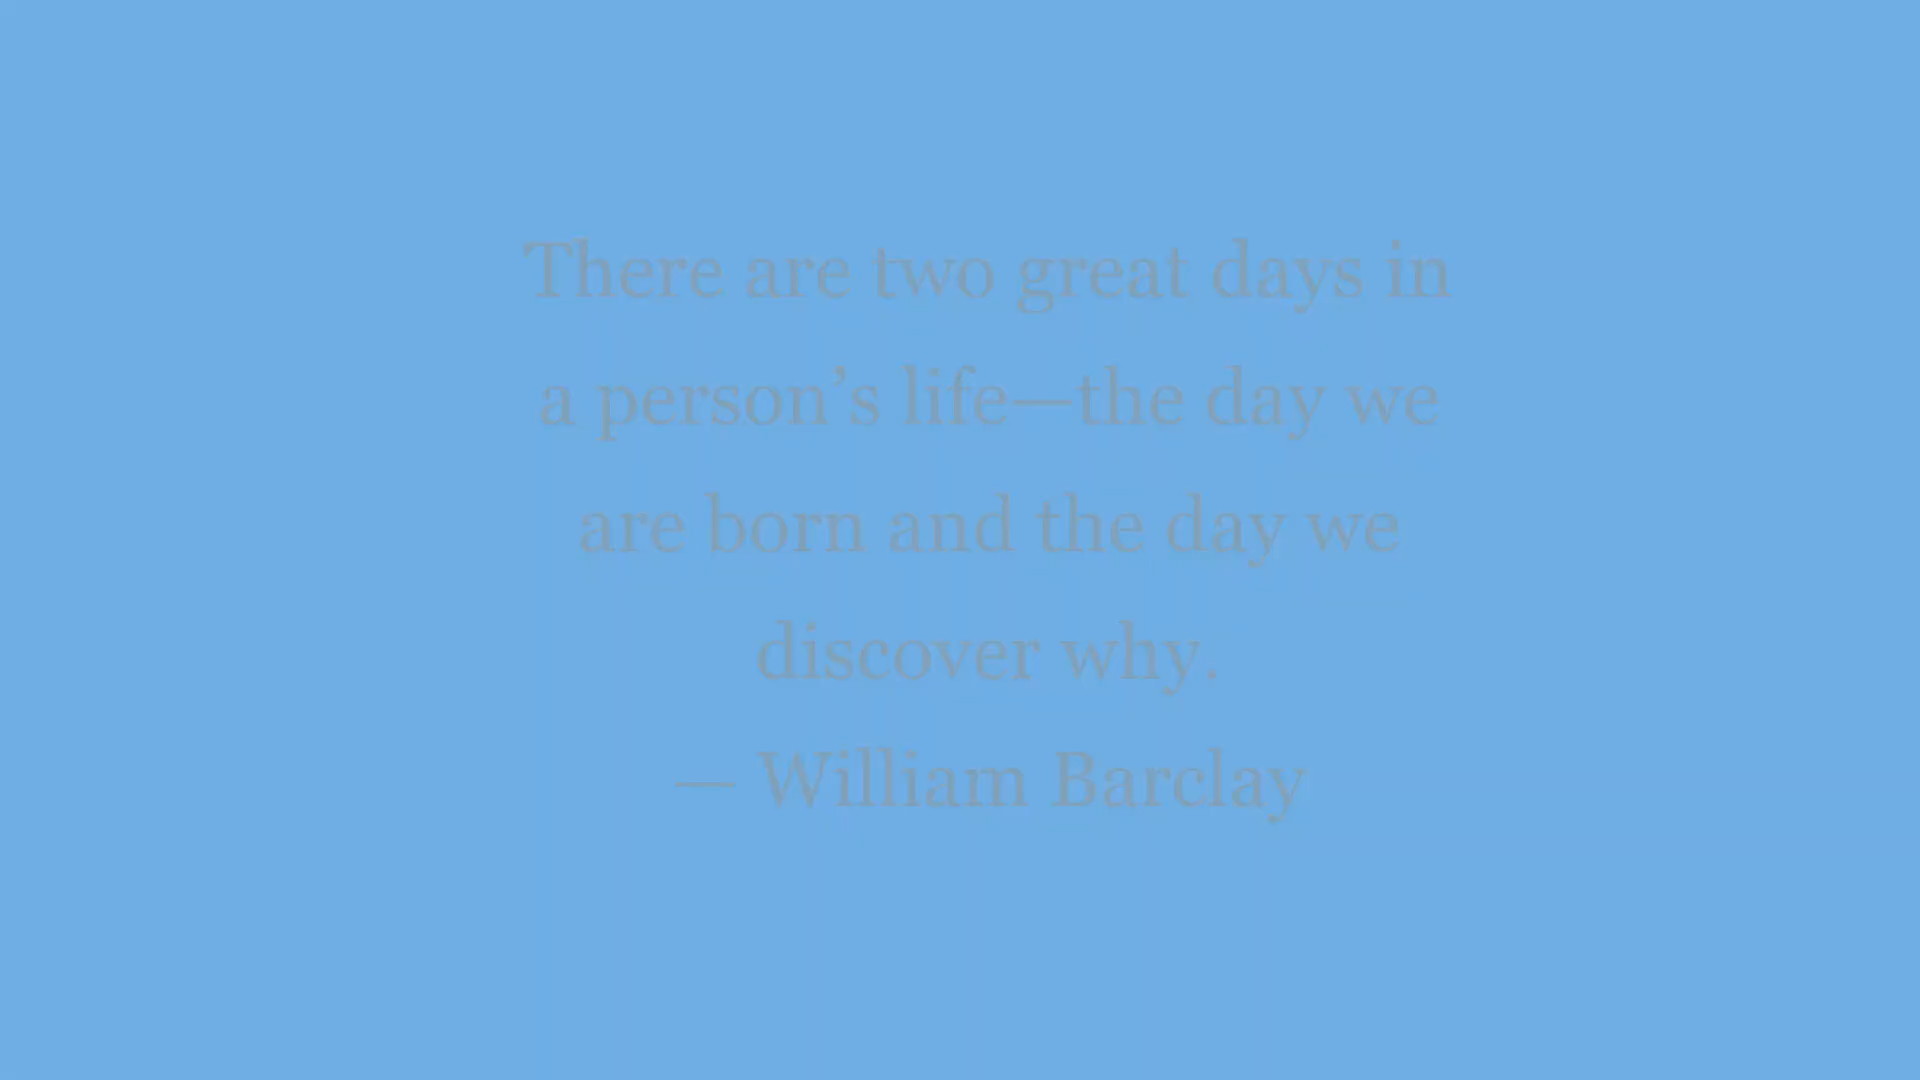 There are two great days in
a person’s life—the day we
are born and the day we
discover why.
— William Barclay